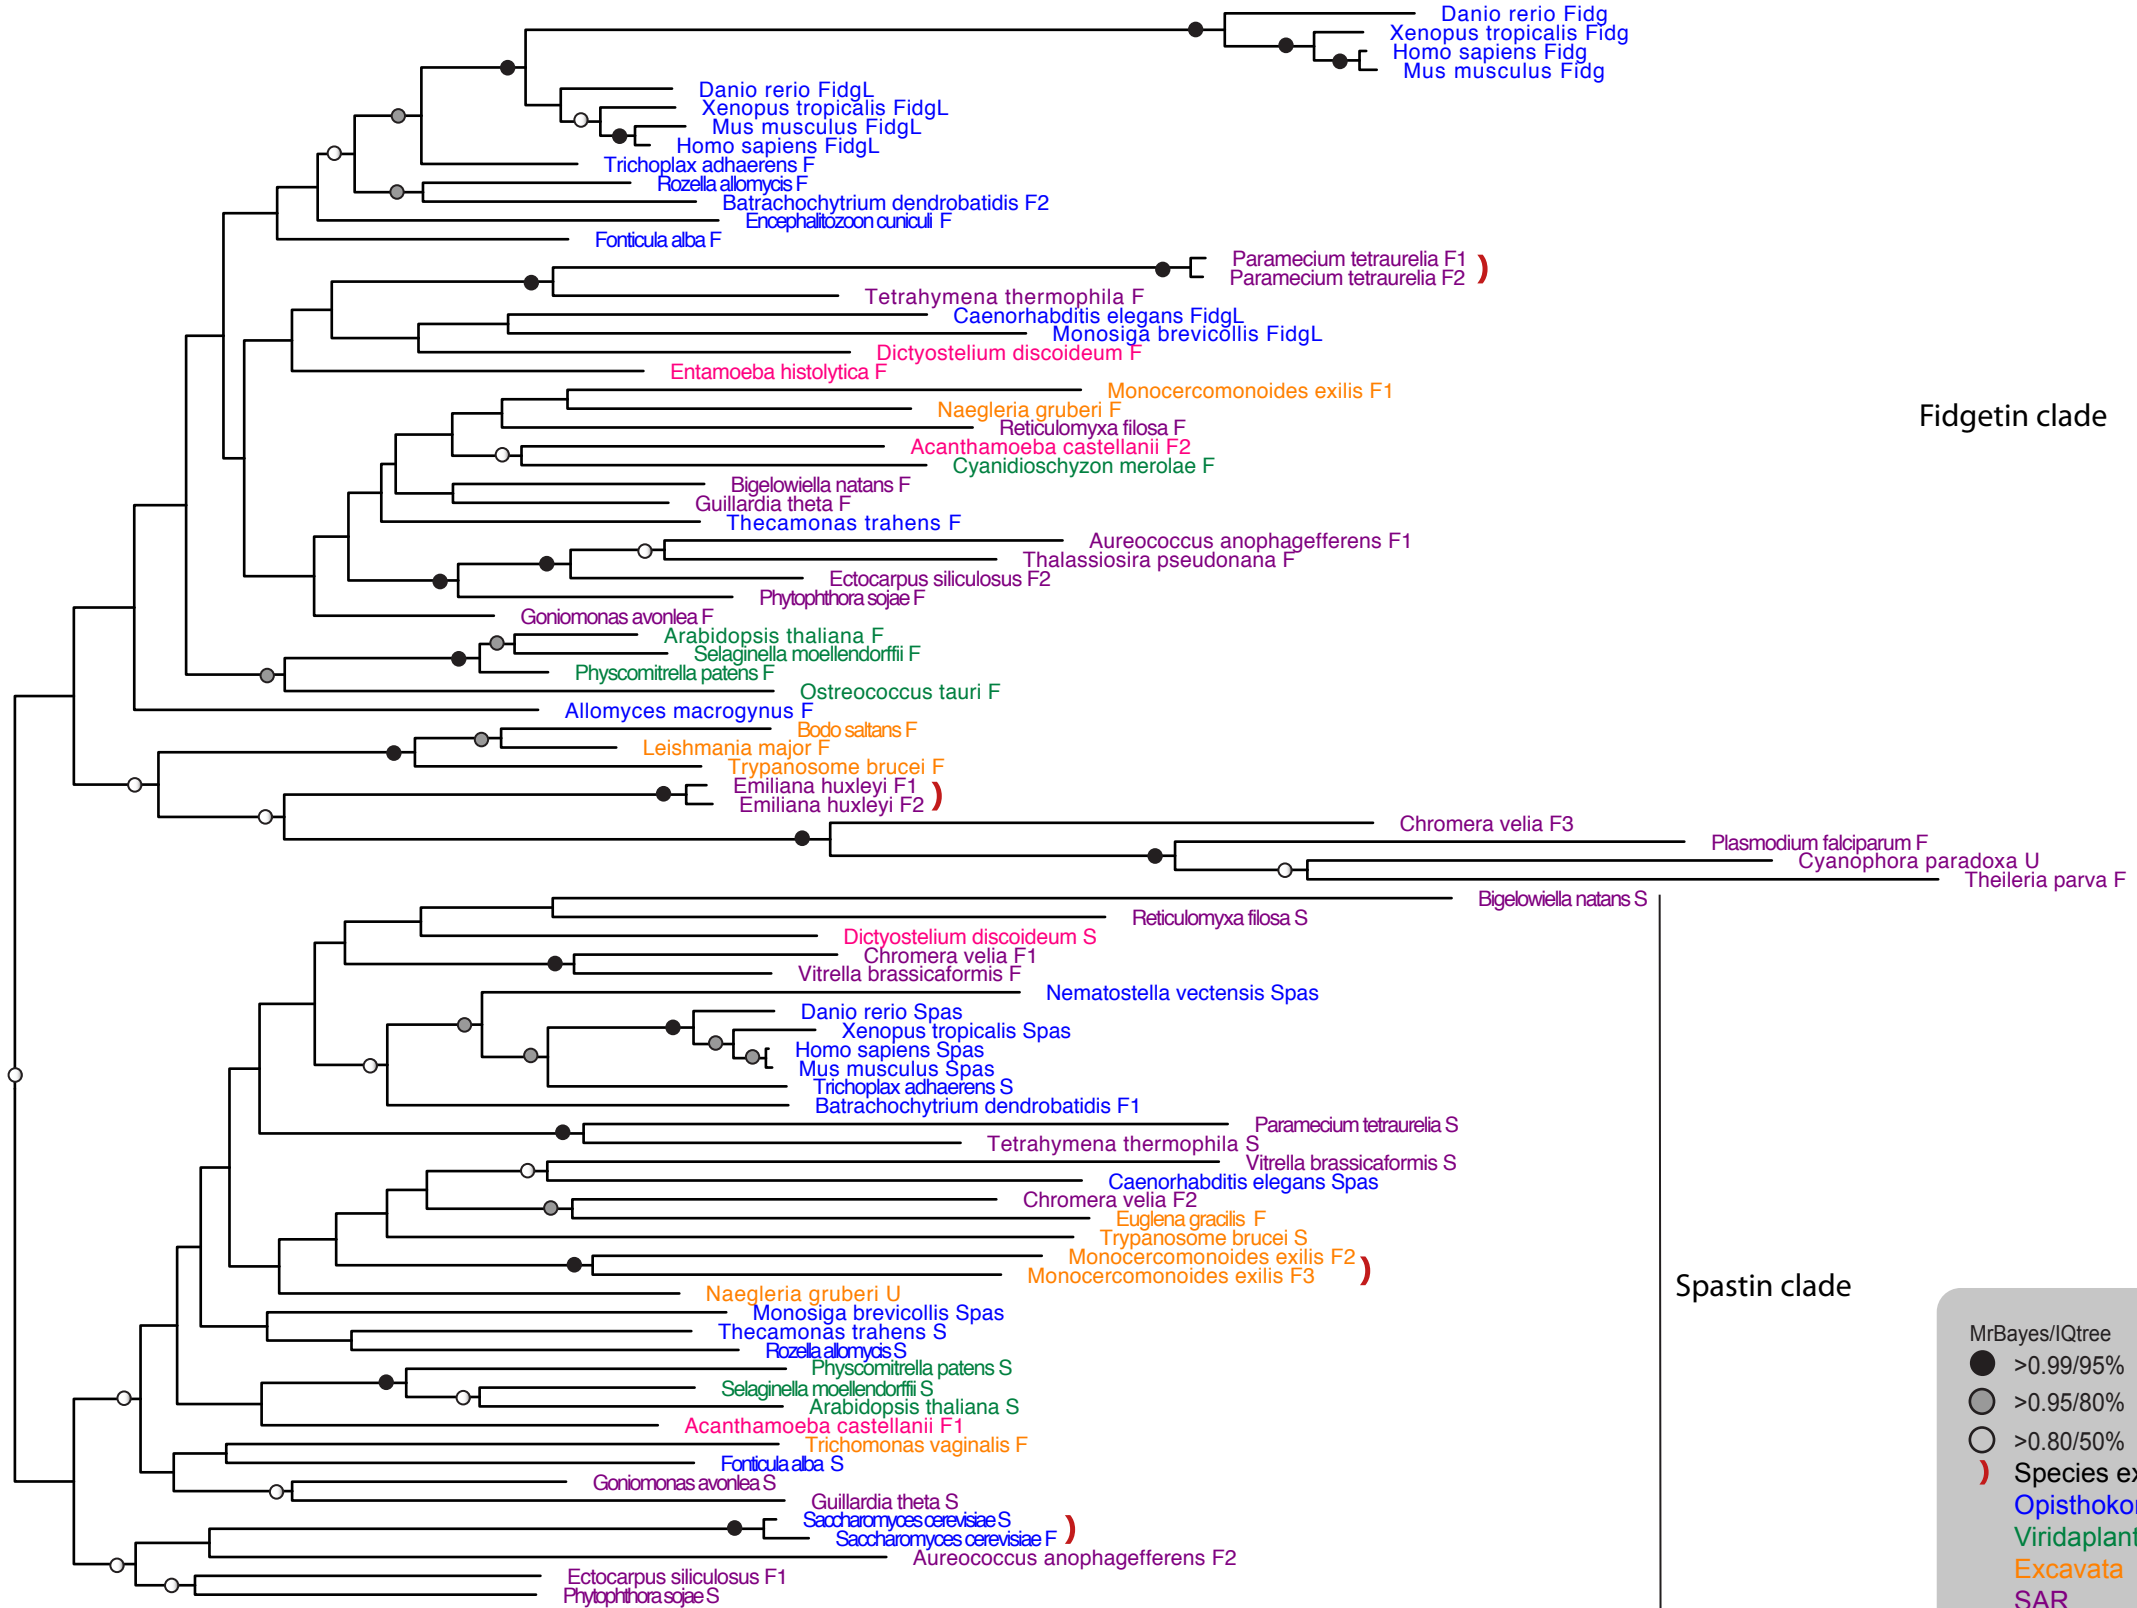 Danio rerio Fidg
Xenopus tropicalis Fidg
Homo sapiens Fidg
Mus musculus Fidg
Danio rerio FidgL
Xenopus tropicalis FidgL
Mus musculus FidgL
Homo sapiens FidgL
Trichoplax adhaerens F
Rozella allomycis F
Batrachochytrium dendrobatidis F2
Encephalitozoon cuniculi F
Fonticula alba F
Paramecium tetraurelia F1
Paramecium tetraurelia F2
Tetrahymena thermophila F
Caenorhabditis elegans FidgL
Monosiga brevicollis FidgL
Dictyostelium discoideum F
Entamoeba histolytica F
Monocercomonoides exilis F1
Naegleria gruberi F
Reticulomyxa filosa F
Acanthamoeba castellanii F2
Cyanidioschyzon merolae F
Bigelowiella natans F
Guillardia theta F
Thecamonas trahens F
Aureococcus anophagefferens F1
Thalassiosira pseudonana F
Ectocarpus siliculosus F2
Phytophthora sojae F
Goniomonas avonlea F
Arabidopsis thaliana F
Selaginella moellendorffii F
Physcomitrella patens F
Ostreococcus tauri F
Allomyces macrogynus F
Bodo saltans F
Leishmania major F
Trypanosome brucei F
Emiliana huxleyi F1
Emiliana huxleyi F2
Chromera velia F3
Plasmodium falciparum F
Cyanophora paradoxa U
Theileria parva F
Fidgetin clade
Bigelowiella natans S
Reticulomyxa filosa S
Dictyostelium discoideum S
Chromera velia F1
Vitrella brassicaformis F
Nematostella vectensis Spas
Danio rerio Spas
Xenopus tropicalis Spas
Homo sapiens Spas
Mus musculus Spas
Trichoplax adhaerens S
Batrachochytrium dendrobatidis F1
Paramecium tetraurelia S
Tetrahymena thermophila S
Vitrella brassicaformis S
Caenorhabditis elegans Spas
Chromera velia F2
Euglena gracilis F
Trypanosome brucei S
Monocercomonoides exilis F2
Monocercomonoides exilis F3
Naegleria gruberi U
Monosiga brevicollis Spas
Thecamonas trahens S
Rozella allomycis S
Physcomitrella patens S
Selaginella moellendorffii S
Arabidopsis thaliana S
Acanthamoeba castellanii F1
Trichomonas vaginalis F
Fonticula alba S
Goniomonas avonlea S
Guillardia theta S
Saccharomyces cerevisiae S
Saccharomyces cerevisiae F
Aureococcus anophagefferens F2
Ectocarpus siliculosus F1
Phytophthora sojae S
Spastin clade
MrBayes/IQtree
>0.99/95%
>0.95/80%
>0.80/50%
Species
Excavata
SAR